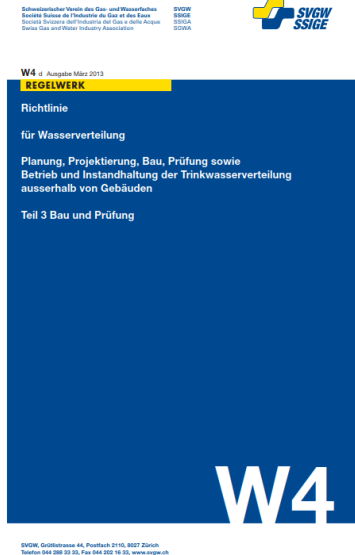 Schweizerischer Verein des Gas- und Wasserfaches SVGW
Société Suisse de l'Industrie du Gaz et des Eaux SSIGE
Società Svizzera dell'Industria del Gas e delle Acque SSIGA
Swiss Gas and Water Industry Association SGWA
SVGW
SSIGE
W4 d Ausgabe März 2013
REGELWERK
Richtlinie
für Wasserverteilung
Planung, Projektierung, Bau, Prüfung sowie
Betrieb und Instandhaltung der Trinkwasserverteilung
ausserhalb von Gebäuden
Teil 3 Bau und Prüfung
W4
SVGW, Grütlistrasse 44, Postfach 2110, 8027 Zürich
Telefon 044 288 33 33, Fax 044 202 16 33, www.svgw.ch